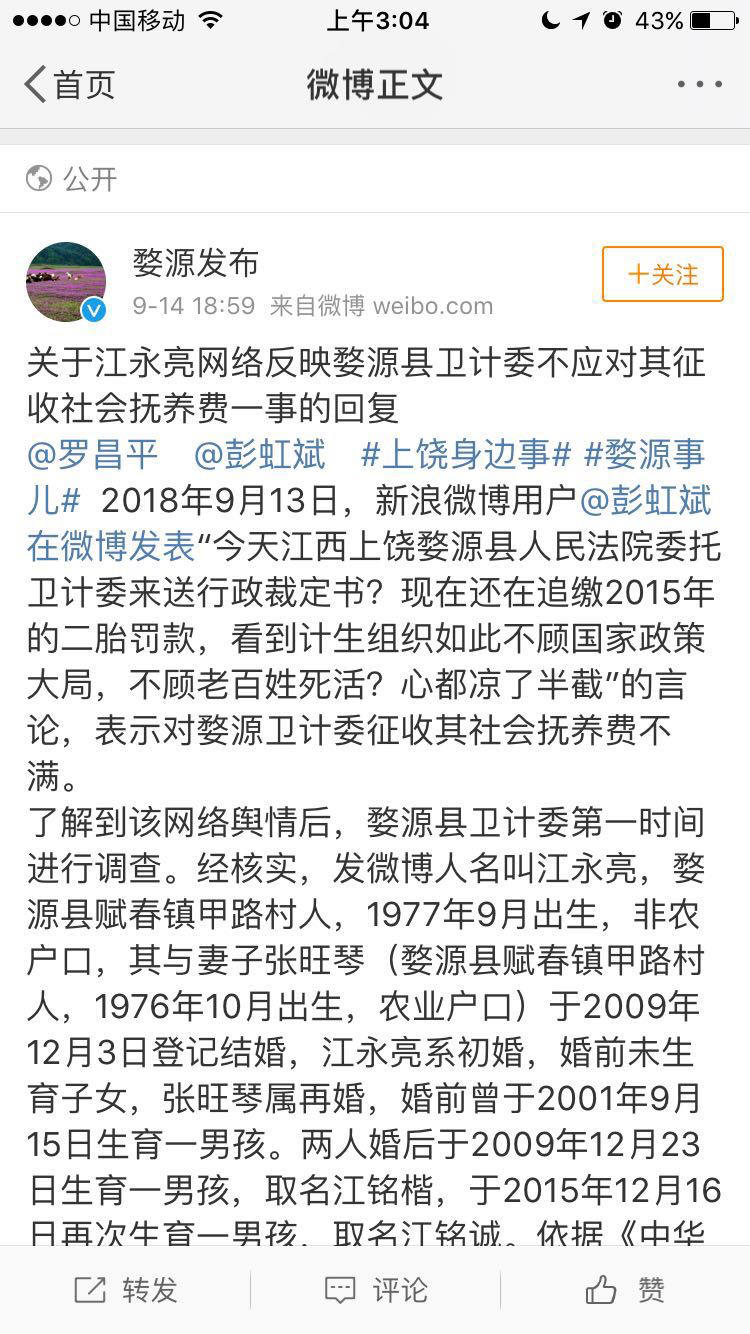 中国移动 上午3:04 43%
首页 微博正文
公开
婺源发布
+关注
9-14 18:59 来自微博 weibo.com
关于江永亮网络反映婺源县卫计委不应对其征
收社会抚养费一事的回复
@罗昌平 @彭虹斌 #上饶身边事# #婺源事
儿# 2018年9月13日，新浪微博用户@彭虹斌
在微博发表“今天江西上饶婺源县人民法院委托
卫计委来送行政裁定书？现在还在追缴2015年
的二胎罚款，看到计生组织如此不顾国家政策
大局，不顾老百姓死活？心都凉了半截”的言
论，表示对婺源卫计委征收其社会抚养费不
满。
了解到该网络舆情后，婺源县卫计委第一时间
进行调查。经核实，发微博人名叫江永亮，婺
源县赋春镇甲路村人，1977年9月出生，非农
户口，其与妻子张旺琴（婺源县赋春镇甲路村
人，1976年10月出生，农业户口）于2009年
12月3日登记结婚，江永亮系初婚，婚前未生
育子女，张旺琴属再婚，婚前曾于2001年9月
15日生育一男孩。两人婚后于2009年12月23
日生育一男孩，取名江铭楷，于2015年12月16
日再次生育一男孩，取名江铭诚。依据《中华
转发 评论 赞